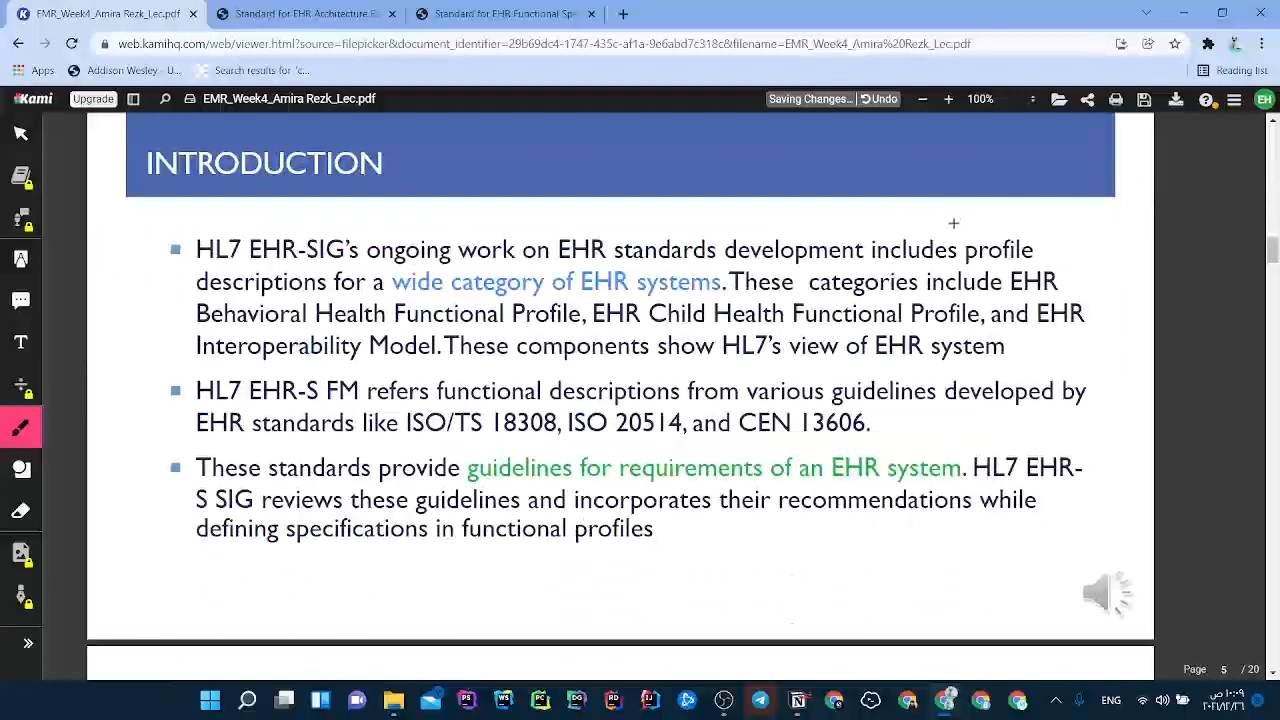 EMR_Week4_Amira Rezk_Lec.pdf
Standard for EHR Architecture.El
Standard for EHR Functional Spe
web.kamihq.com/web/viewer.html?source=filepicker&document_identifier=29b69dc4-1747-435c-af1a-9e6abd7c318c&filename=EMR_Week4_Amira%20Rezk_Lec.pdf
Apps
Addison Wesley - U...
Search results for 'c...
Reading list
Kami
Upgrade
EMR_Week4_Amira Rezk_Lec.pdf
Saving Changes...
Undo
100%
EH
INTRODUCTION
HL7 EHR-SIG's ongoing work on EHR standards development includes profile
descriptions for a wide category of EHR systems. These categories include EHR
Behavioral Health Functional Profile, EHR Child Health Functional Profile, and EHR
Interoperability Model. These components show HL7's view of EHR system
HL7 EHR-S FM refers functional descriptions from various guidelines developed by
EHR standards like ISO/TS 18308, ISO 20514, and CEN 13606.
These standards provide guidelines for requirements of an EHR system. HL7 EHR-
S SIG reviews these guidelines and incorporates their recommendations while
defining specifications in functional profiles
Page 5 / 20
ENG